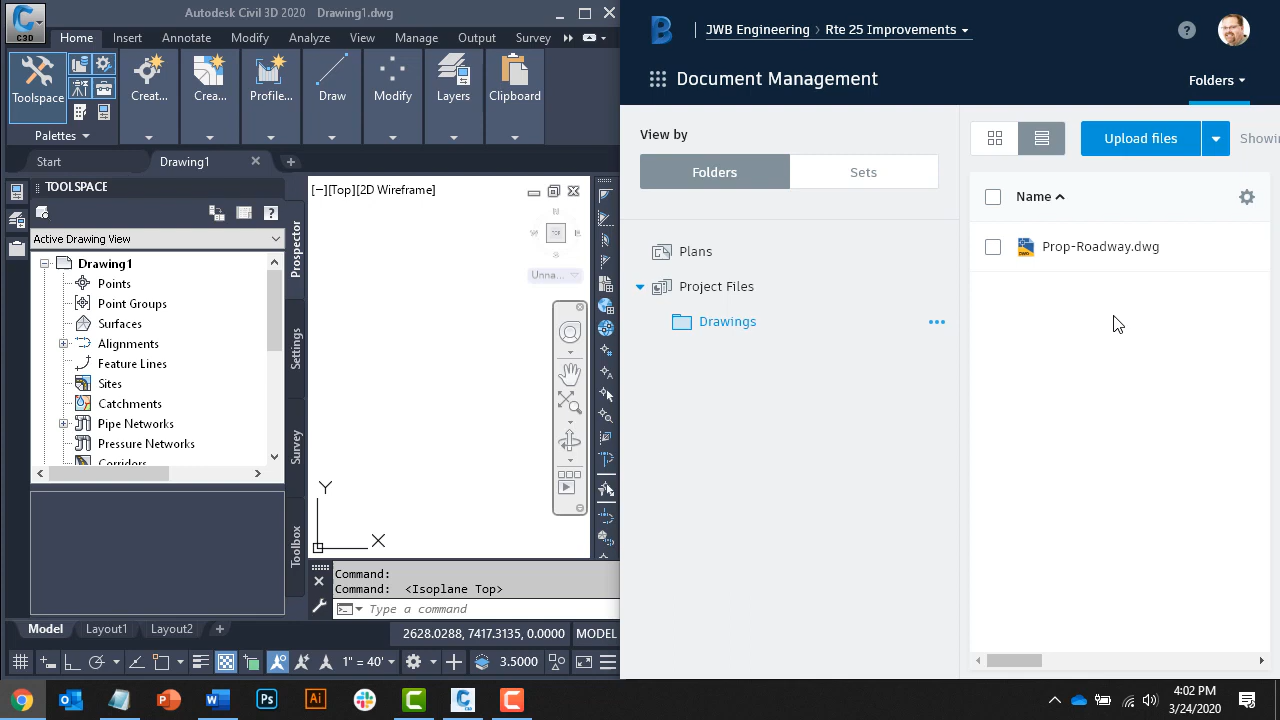 Autodesk Civil 3D 2020 Drawing1.dwg
C3D
Home Insert Annotate Modify Analyze View Manage Output Survey
Toolspace
Creat... Crea... Profile... Draw Modify Layers Clipboard
Palettes
Start Drawing1
TOOLSPACE
Active Drawing View
Drawing1
Points
Point Groups
Surfaces
Alignments
Feature Lines
Sites
Catchments
Pipe Networks
Pressure Networks
Corridors
Prospector
Settings
Survey
Toolbox
[−][Top][2D Wireframe]
N
W TOP E
S
Unna...
Y
X
Command:
Command: <Isoplane Top>
Type a command
Model Layout1 Layout2
2628.0288, 7417.3135, 0.0000 MODEL
1" = 40' 3.5000
JWB Engineering Rte 25 Improvements
Document Management
Folders
View by
Folders Sets
Plans
Project Files
Drawings
Upload files
Showin
Name
Prop-Roadway.dwg
4:02 PM
3/24/2020